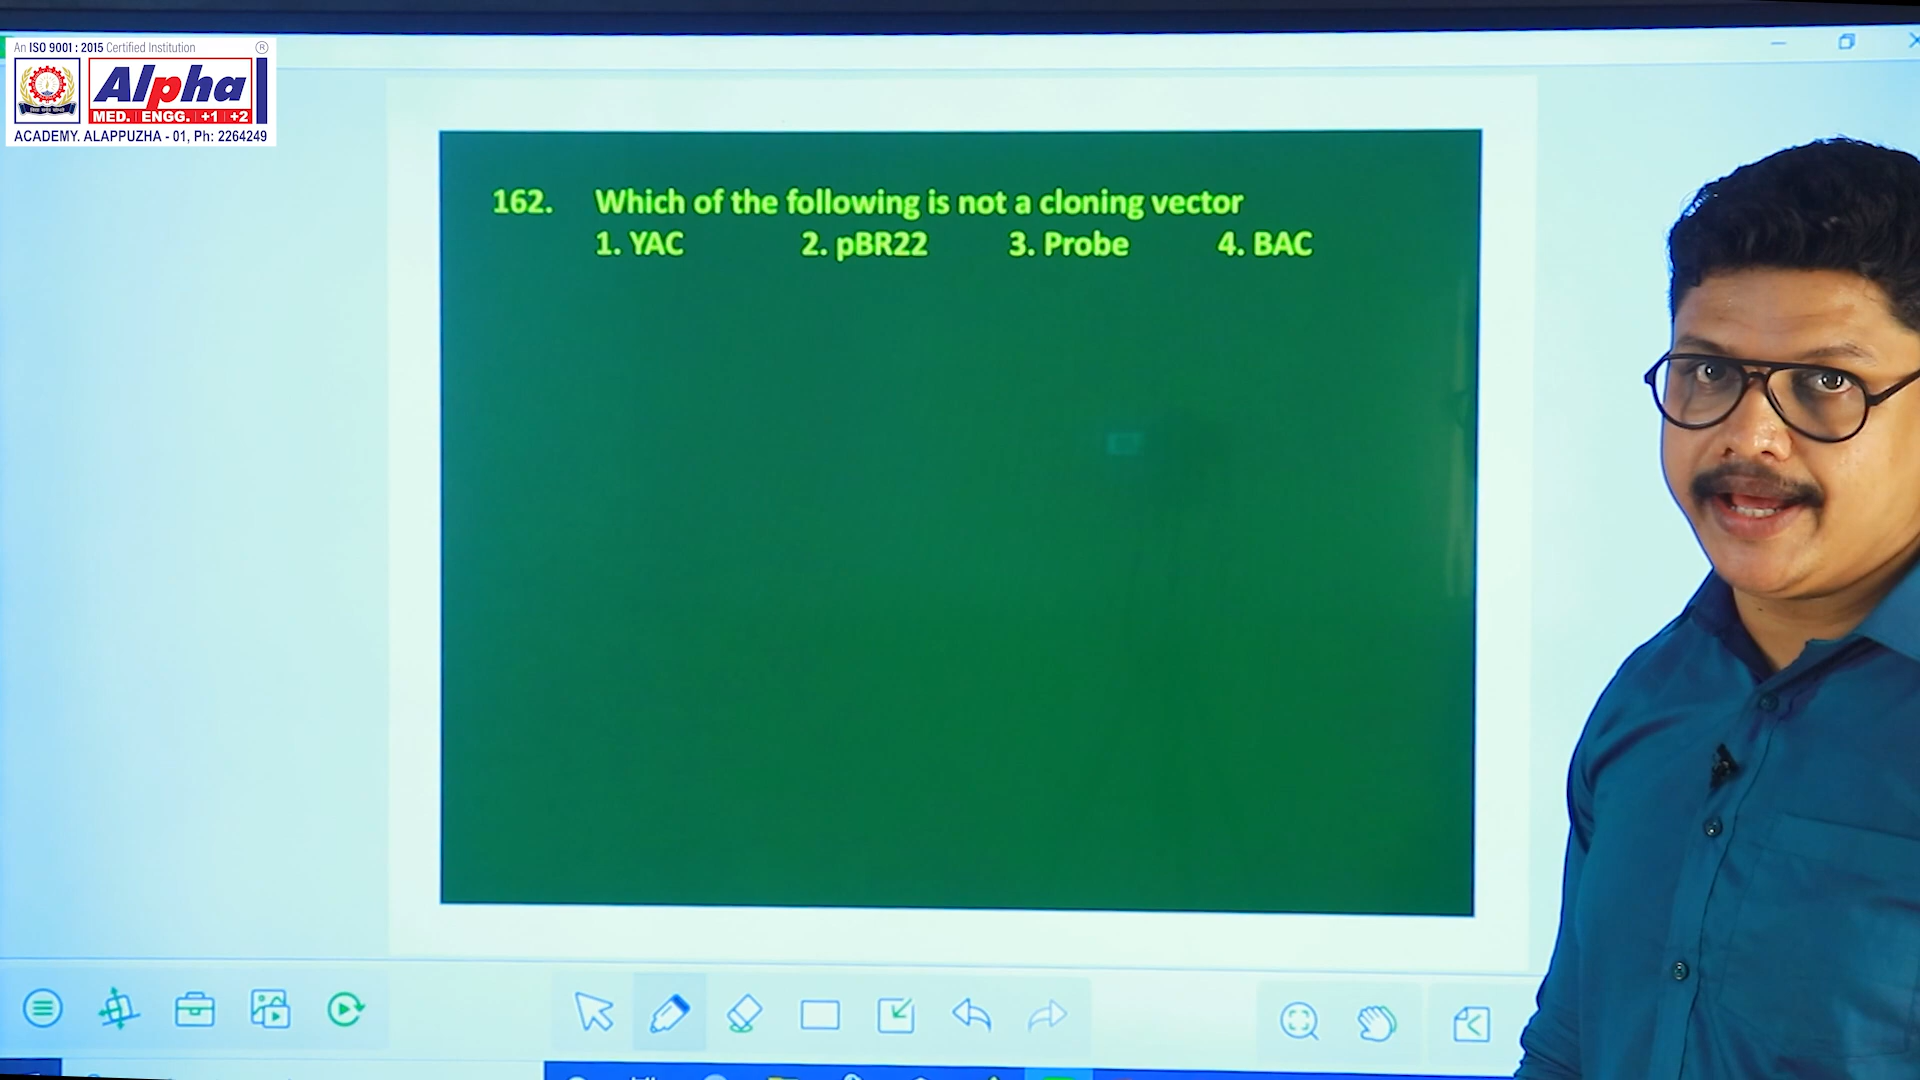 An ISO 9001 : 2015 Certified Institution ®
Alpha
MED. ENGG. +1 +2
ACADEMY. ALAPPUZHA - 01, Ph: 2264249
162. Which of the following is not a cloning vector
1. YAC 2. pBR22 3. Probe 4. BAC